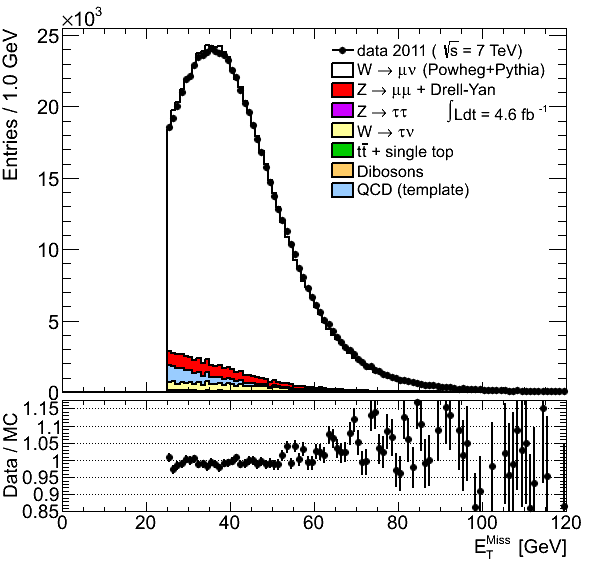 ×10³
Entries / 1.0 GeV
25
20
15
10
5
0
data 2011 ( √s = 7 TeV)
W → μν (Powheg+Pythia)
Z → μμ + Drell-Yan
Z → ττ
∫Ldt = 4.6 fb⁻¹
W → τν
tt̄ + single top
Dibosons
QCD (template)
Data / MC
1.15
1.1
1.05
1
0.95
0.9
0.85
0 20 40 60 80 100 120
E_T^Miss [GeV]